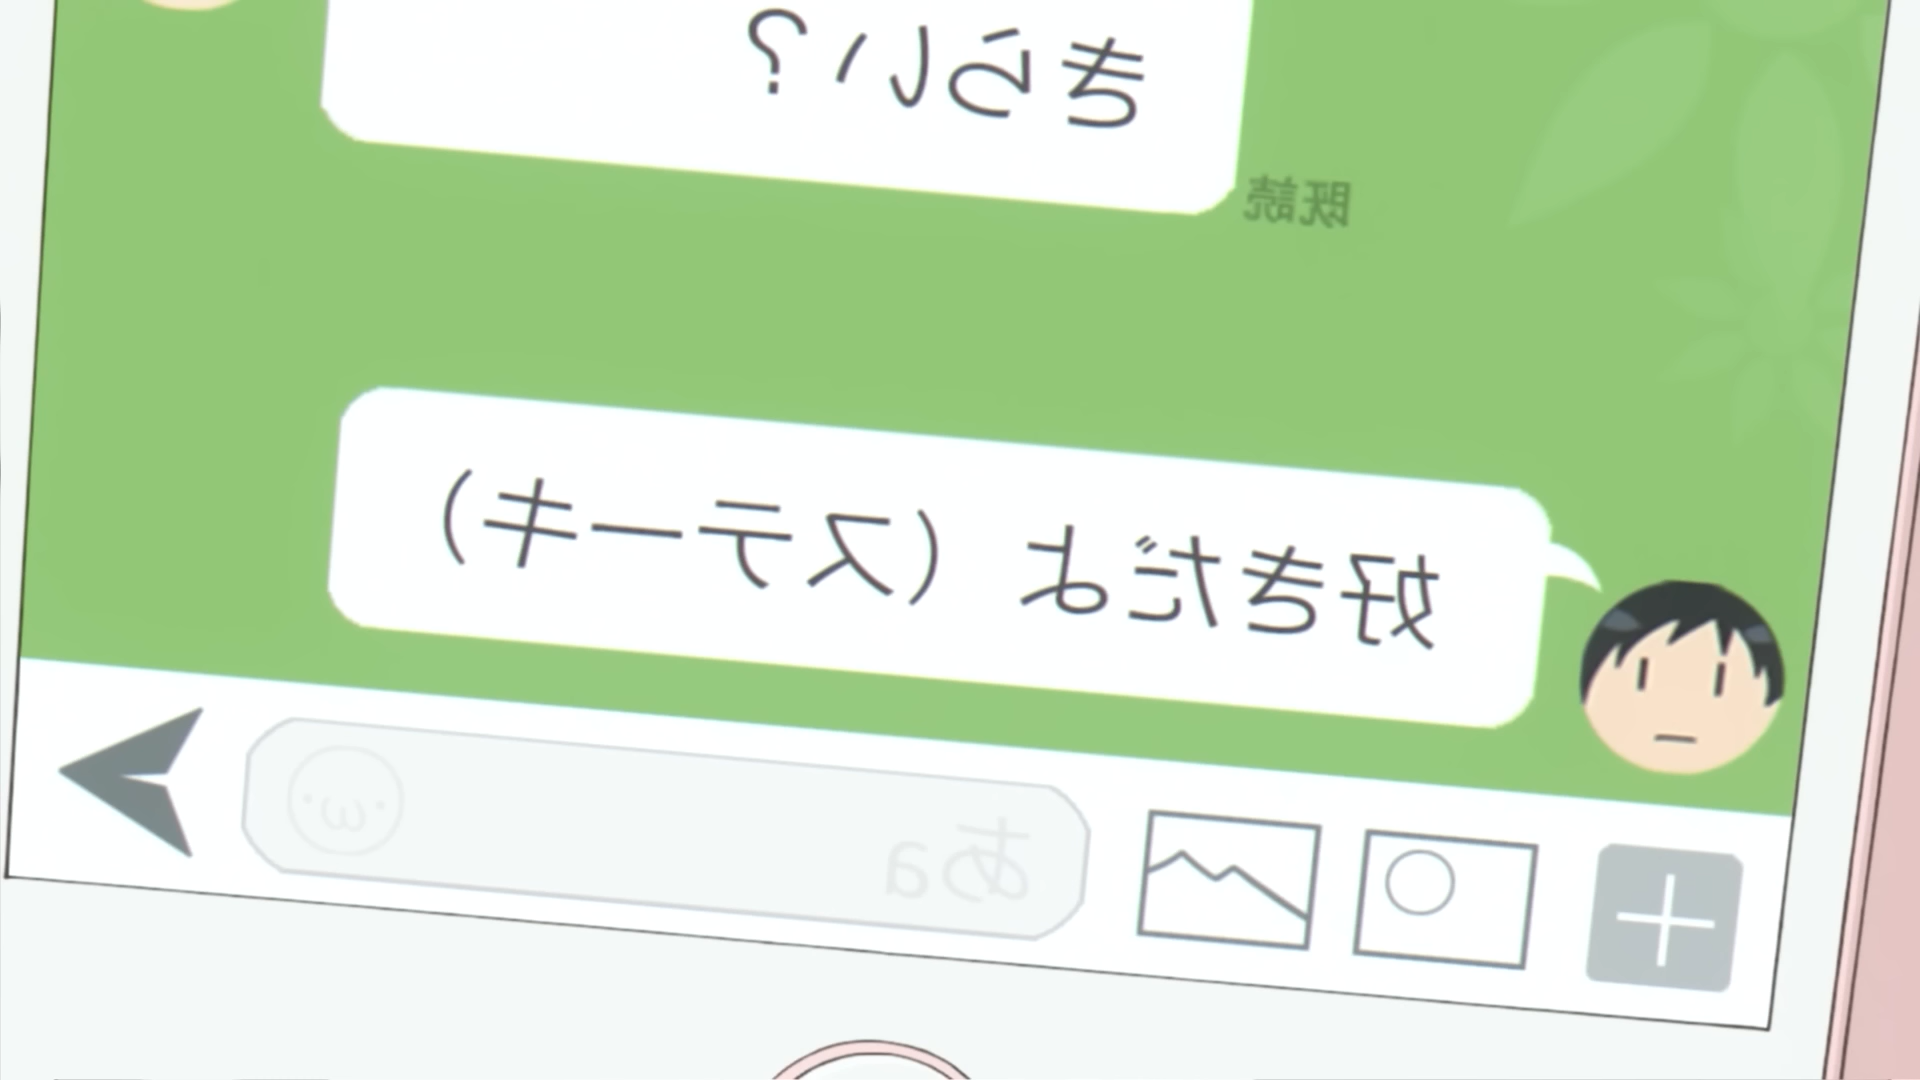 きらい?
既読
好きだよ (ステーキ)
あa
･ω･